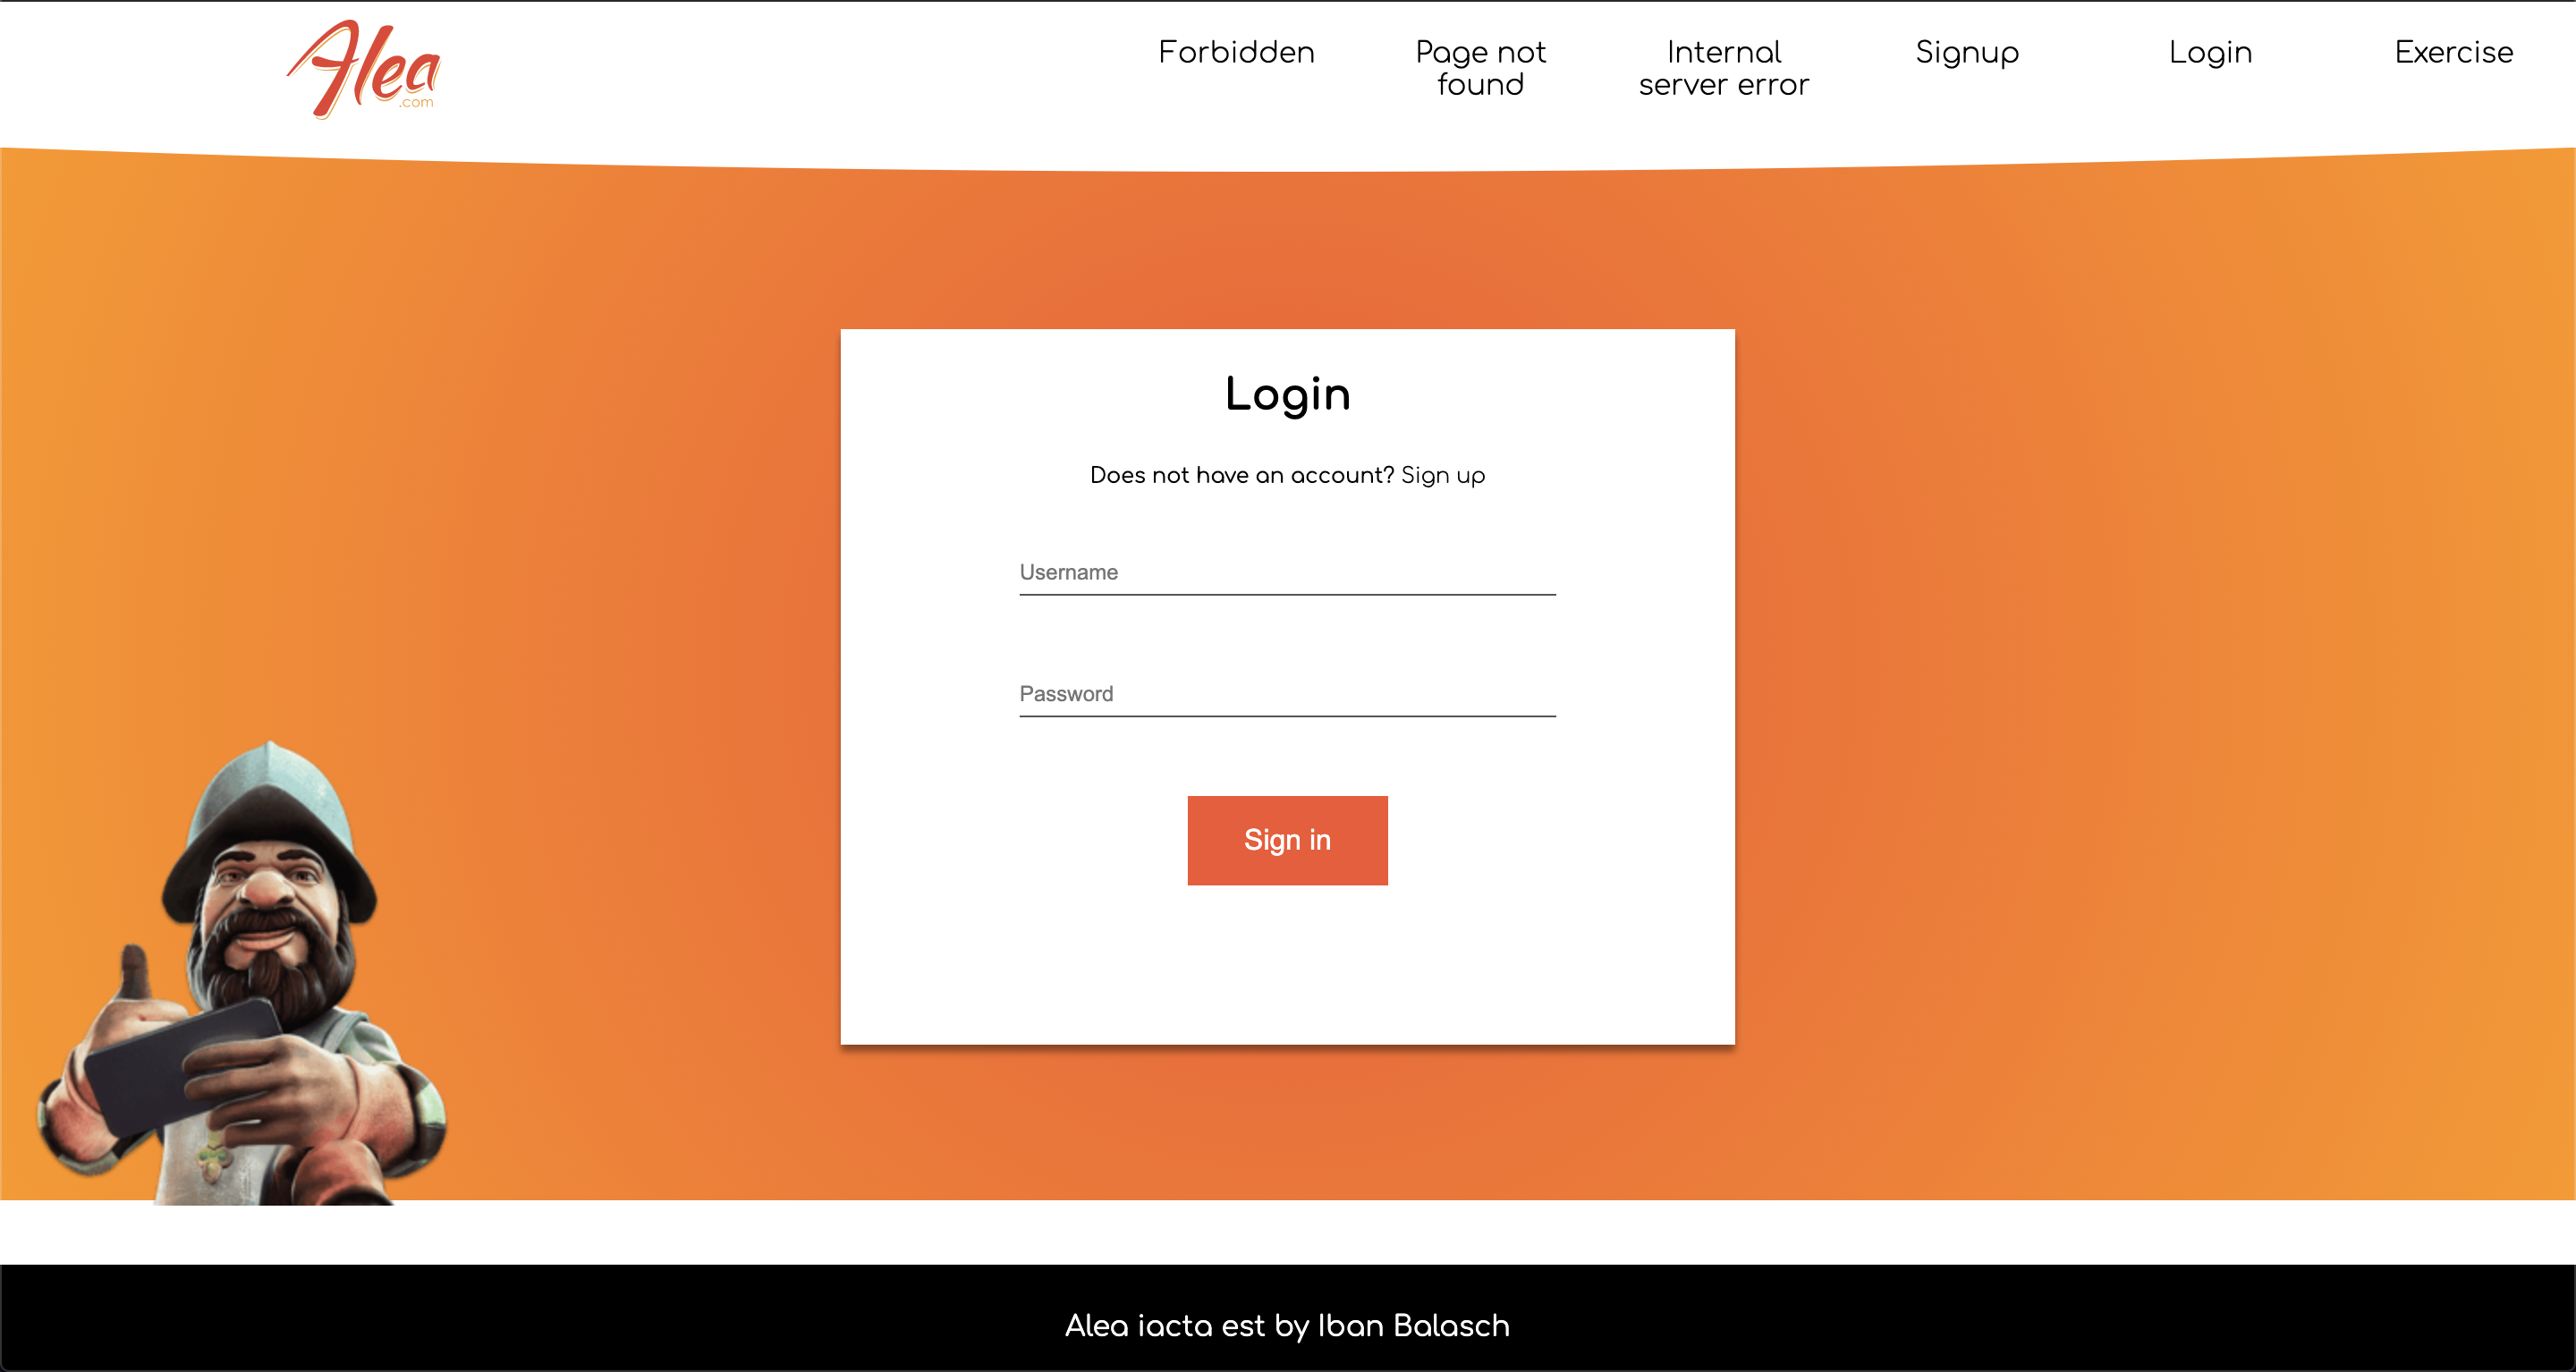 Alea
.com
Forbidden
Page not
found
Internal
server error
Signup
Login
Exercise
Login
Does not have an account? Sign up
Username
Password
Sign in
Alea iacta est by Iban Balasch